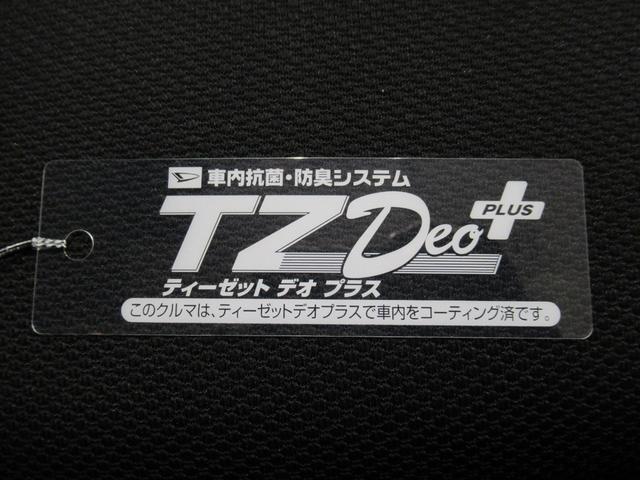 車内抗菌・防臭システム
TZ Deo PLUS
ティーゼット デオ プラス
このクルマは、ティーゼットデオプラスで車内をコーティング済です。